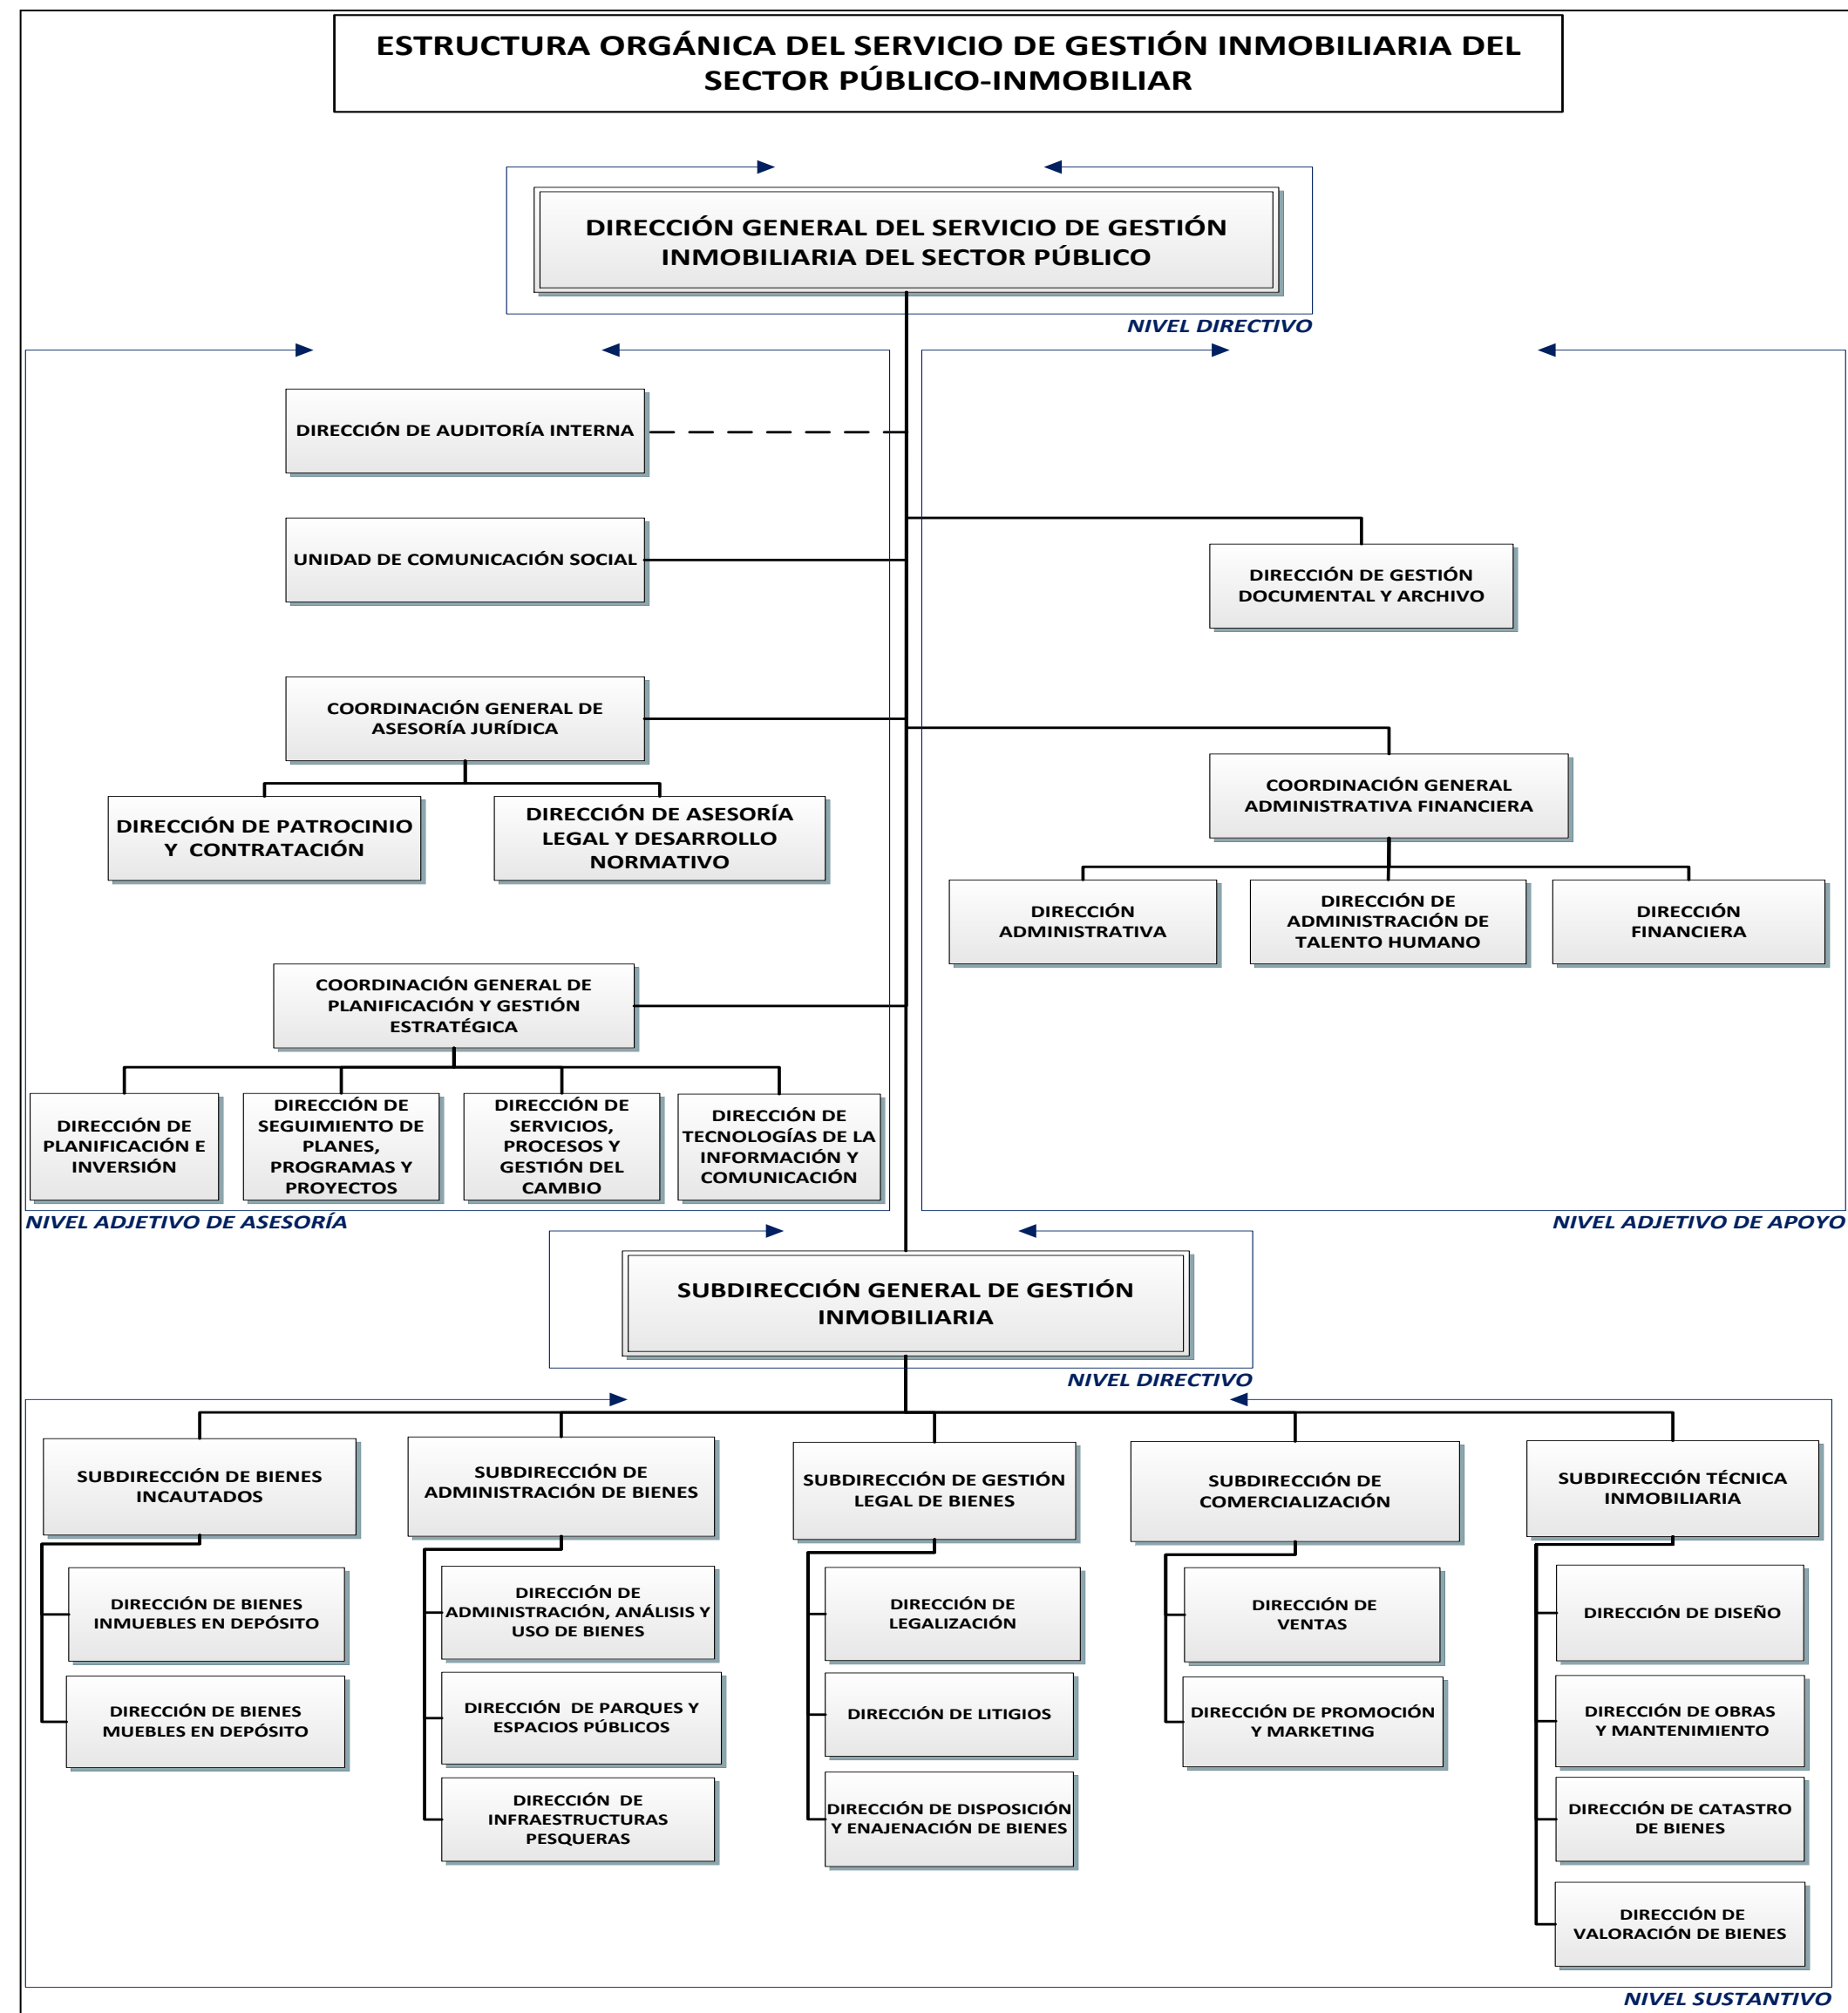 ESTRUCTURA ORGÁNICA DEL SERVICIO DE GESTIÓN INMOBILIARIA DEL
SECTOR PÚBLICO-INMOBILIAR
DIRECCIÓN GENERAL DEL SERVICIO DE GESTIÓN
INMOBILIARIA DEL SECTOR PÚBLICO
NIVEL DIRECTIVO
DIRECCIÓN DE AUDITORÍA INTERNA
UNIDAD DE COMUNICACIÓN SOCIAL
COORDINACIÓN GENERAL DE
ASESORÍA JURÍDICA
DIRECCIÓN DE PATROCINIO
Y CONTRATACIÓN
DIRECCIÓN DE ASESORÍA
LEGAL Y DESARROLLO
NORMATIVO
COORDINACIÓN GENERAL DE
PLANIFICACIÓN Y GESTIÓN
ESTRATÉGICA
DIRECCIÓN DE
PLANIFICACIÓN E
INVERSIÓN
DIRECCIÓN DE
SEGUIMIENTO DE
PLANES,
PROGRAMAS Y
PROYECTOS
DIRECCIÓN DE
SERVICIOS,
PROCESOS Y
GESTIÓN DEL
CAMBIO
DIRECCIÓN DE
TECNOLOGÍAS DE LA
INFORMACIÓN Y
COMUNICACIÓN
NIVEL ADJETIVO DE ASESORÍA
DIRECCIÓN DE GESTIÓN
DOCUMENTAL Y ARCHIVO
COORDINACIÓN GENERAL
ADMINISTRATIVA FINANCIERA
DIRECCIÓN
ADMINISTRATIVA
DIRECCIÓN DE
ADMINISTRACIÓN DE
TALENTO HUMANO
DIRECCIÓN
FINANCIERA
NIVEL ADJETIVO DE APOYO
SUBDIRECCIÓN GENERAL DE GESTIÓN
INMOBILIARIA
NIVEL DIRECTIVO
SUBDIRECCIÓN DE BIENES
INCAUTADOS
DIRECCIÓN DE BIENES
INMUEBLES EN DEPÓSITO
DIRECCIÓN DE BIENES
MUEBLES EN DEPÓSITO
SUBDIRECCIÓN DE
ADMINISTRACIÓN DE BIENES
DIRECCIÓN DE
ADMINISTRACIÓN, ANÁLISIS Y
USO DE BIENES
DIRECCIÓN DE PARQUES Y
ESPACIOS PÚBLICOS
DIRECCIÓN DE
INFRAESTRUCTURAS
PESQUERAS
SUBDIRECCIÓN DE GESTIÓN
LEGAL DE BIENES
DIRECCIÓN DE
LEGALIZACIÓN
DIRECCIÓN DE LITIGIOS
DIRECCIÓN DE DISPOSICIÓN
Y ENAJENACIÓN DE BIENES
SUBDIRECCIÓN DE
COMERCIALIZACIÓN
DIRECCIÓN DE
VENTAS
DIRECCIÓN DE PROMOCIÓN
Y MARKETING
SUBDIRECCIÓN TÉCNICA
INMOBILIARIA
DIRECCIÓN DE DISEÑO
DIRECCIÓN DE OBRAS
Y MANTENIMIENTO
DIRECCIÓN DE CATASTRO
DE BIENES
DIRECCIÓN DE
VALORACIÓN DE BIENES
NIVEL SUSTANTIVO